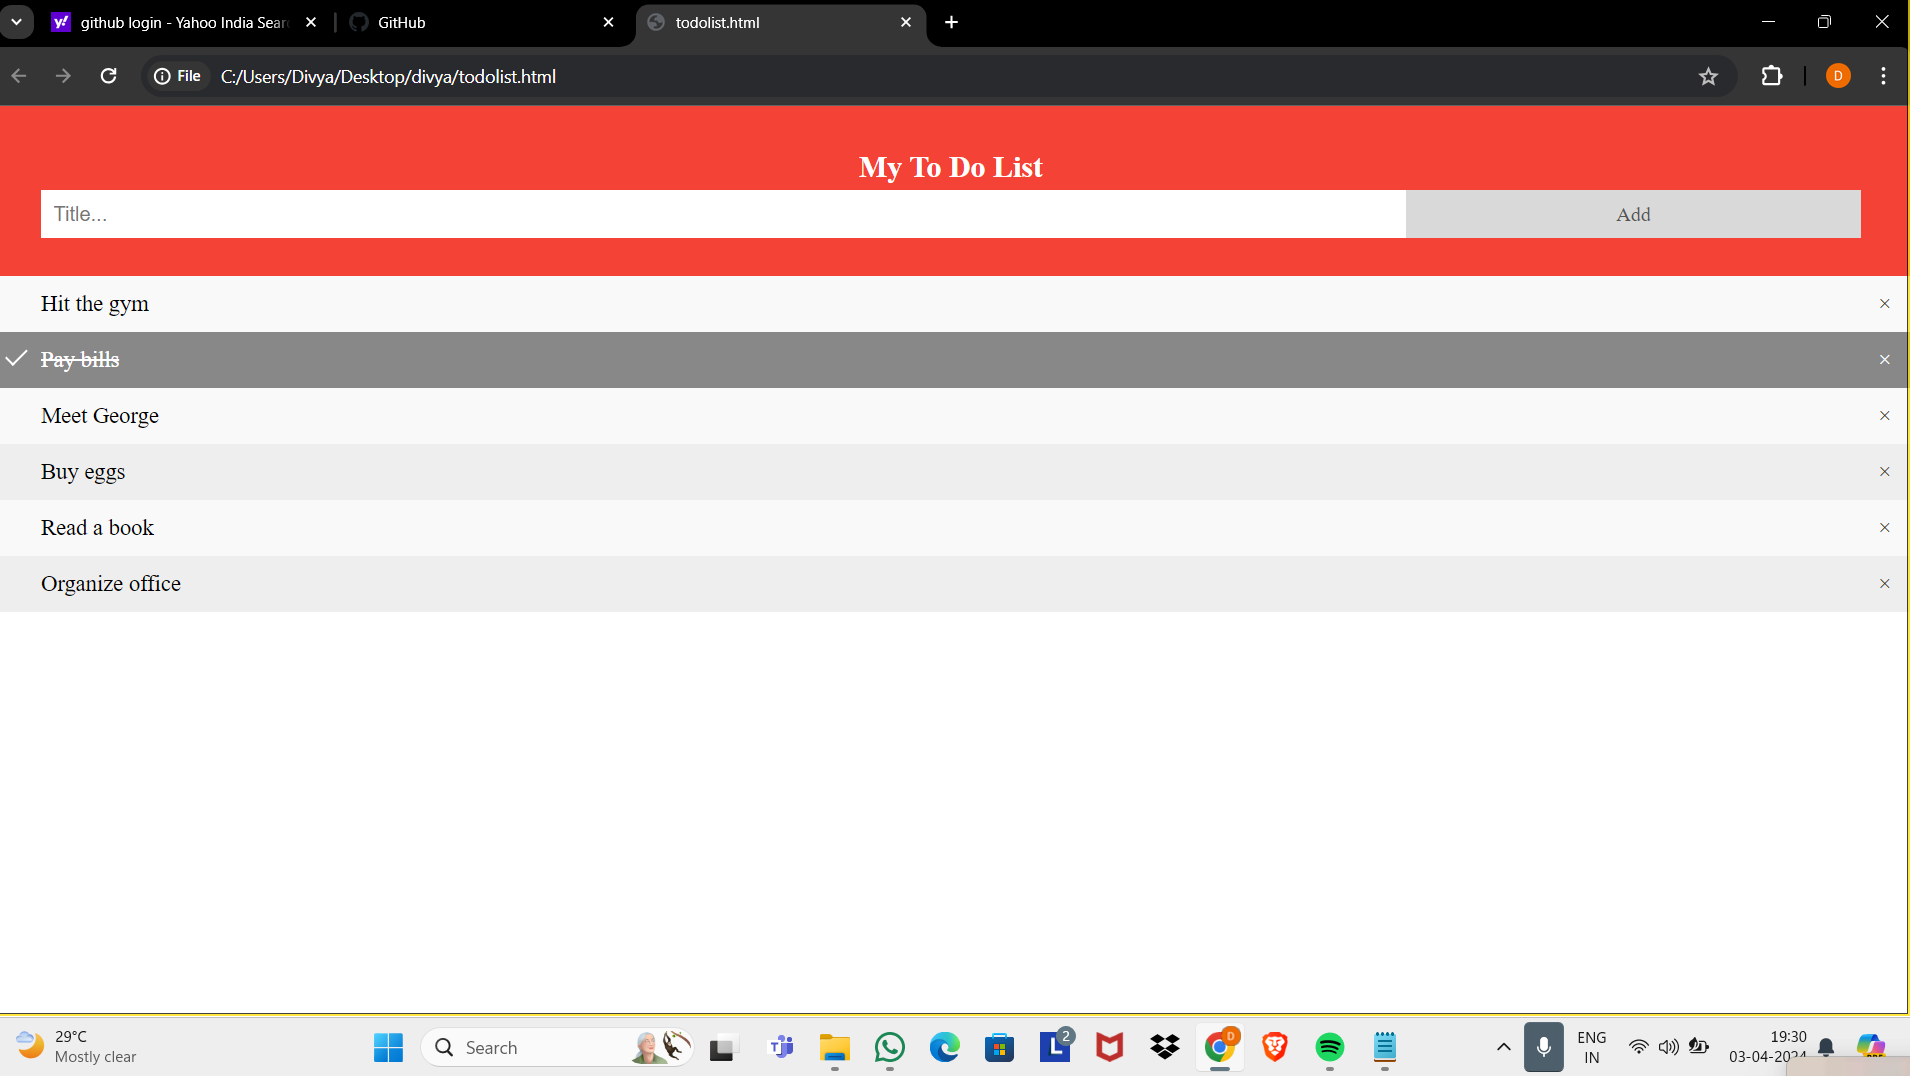 github login - Yahoo India Sear
GitHub
todolist.html
File
C:/Users/Divya/Desktop/divya/todolist.html
D
My To Do List
Title...
Add
Hit the gym ×
Pay bills ×
Meet George ×
Buy eggs ×
Read a book ×
Organize office ×
29°C
Mostly clear
Search
2
D
ENG
IN
19:30
03-04-2024